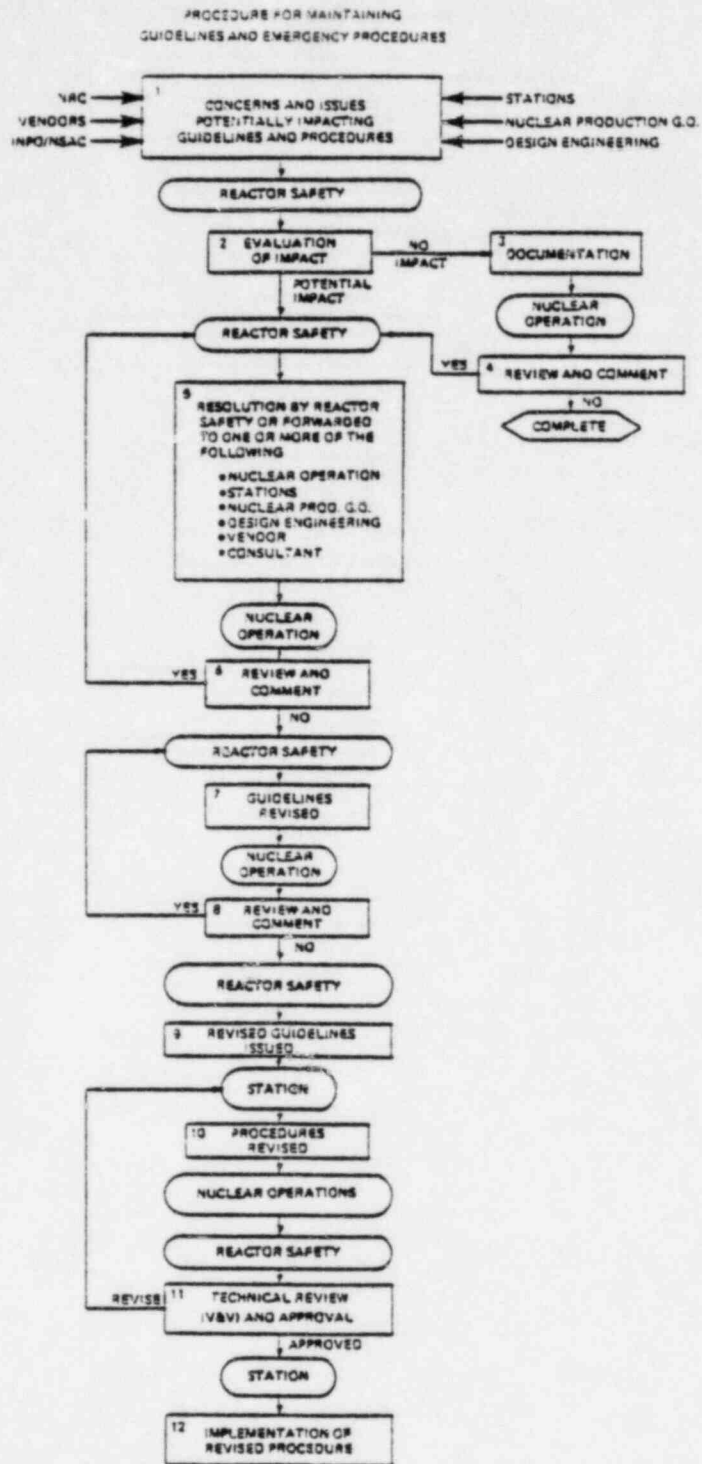 PROCEDURE FOR MAINTAINING
GUIDELINES AND EMERGENCY PROCEDURES
NRC
VENDORS
INPO/NSAC
1
CONCERNS AND ISSUES
POTENTIALLY IMPACTING
GUIDELINES AND PROCEDURES
STATIONS
NUCLEAR PRODUCTION G.O.
DESIGN ENGINEERING
REACTOR SAFETY
2 EVALUATION
OF IMPACT
NO
IMPACT
3
DOCUMENTATION
POTENTIAL
IMPACT
NUCLEAR
OPERATION
REACTOR SAFETY
YES
4 REVIEW AND COMMENT
NO
COMPLETE
5
RESOLUTION BY REACTOR
SAFETY OR FORWARDED
TO ONE OR MORE OF THE
FOLLOWING
•NUCLEAR OPERATION
•STATIONS
•NUCLEAR PROD. G.O.
•DESIGN ENGINEERING
•VENDOR
•CONSULTANT
NUCLEAR
OPERATION
YES
6 REVIEW AND
COMMENT
NO
REACTOR SAFETY
7 GUIDELINES
REVISED
NUCLEAR
OPERATION
YES
8 REVIEW AND
COMMENT
NO
REACTOR SAFETY
9 REVISED GUIDELINES
ISSUED
STATION
10 PROCEDURES
REVISED
NUCLEAR OPERATIONS
REACTOR SAFETY
REVISE
11 TECHNICAL REVIEW
(V&V) AND APPROVAL
APPROVED
STATION
12 IMPLEMENTATION OF
REVISED PROCEDURE